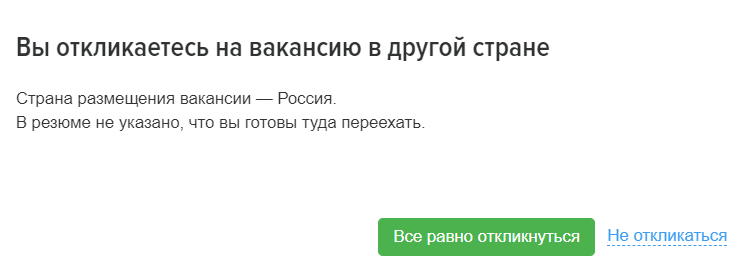 Вы откликаетесь на вакансию в другой стране
Страна размещения вакансии — Россия.
В резюме не указано, что вы готовы туда переехать.
Все равно откликнуться
Не откликаться